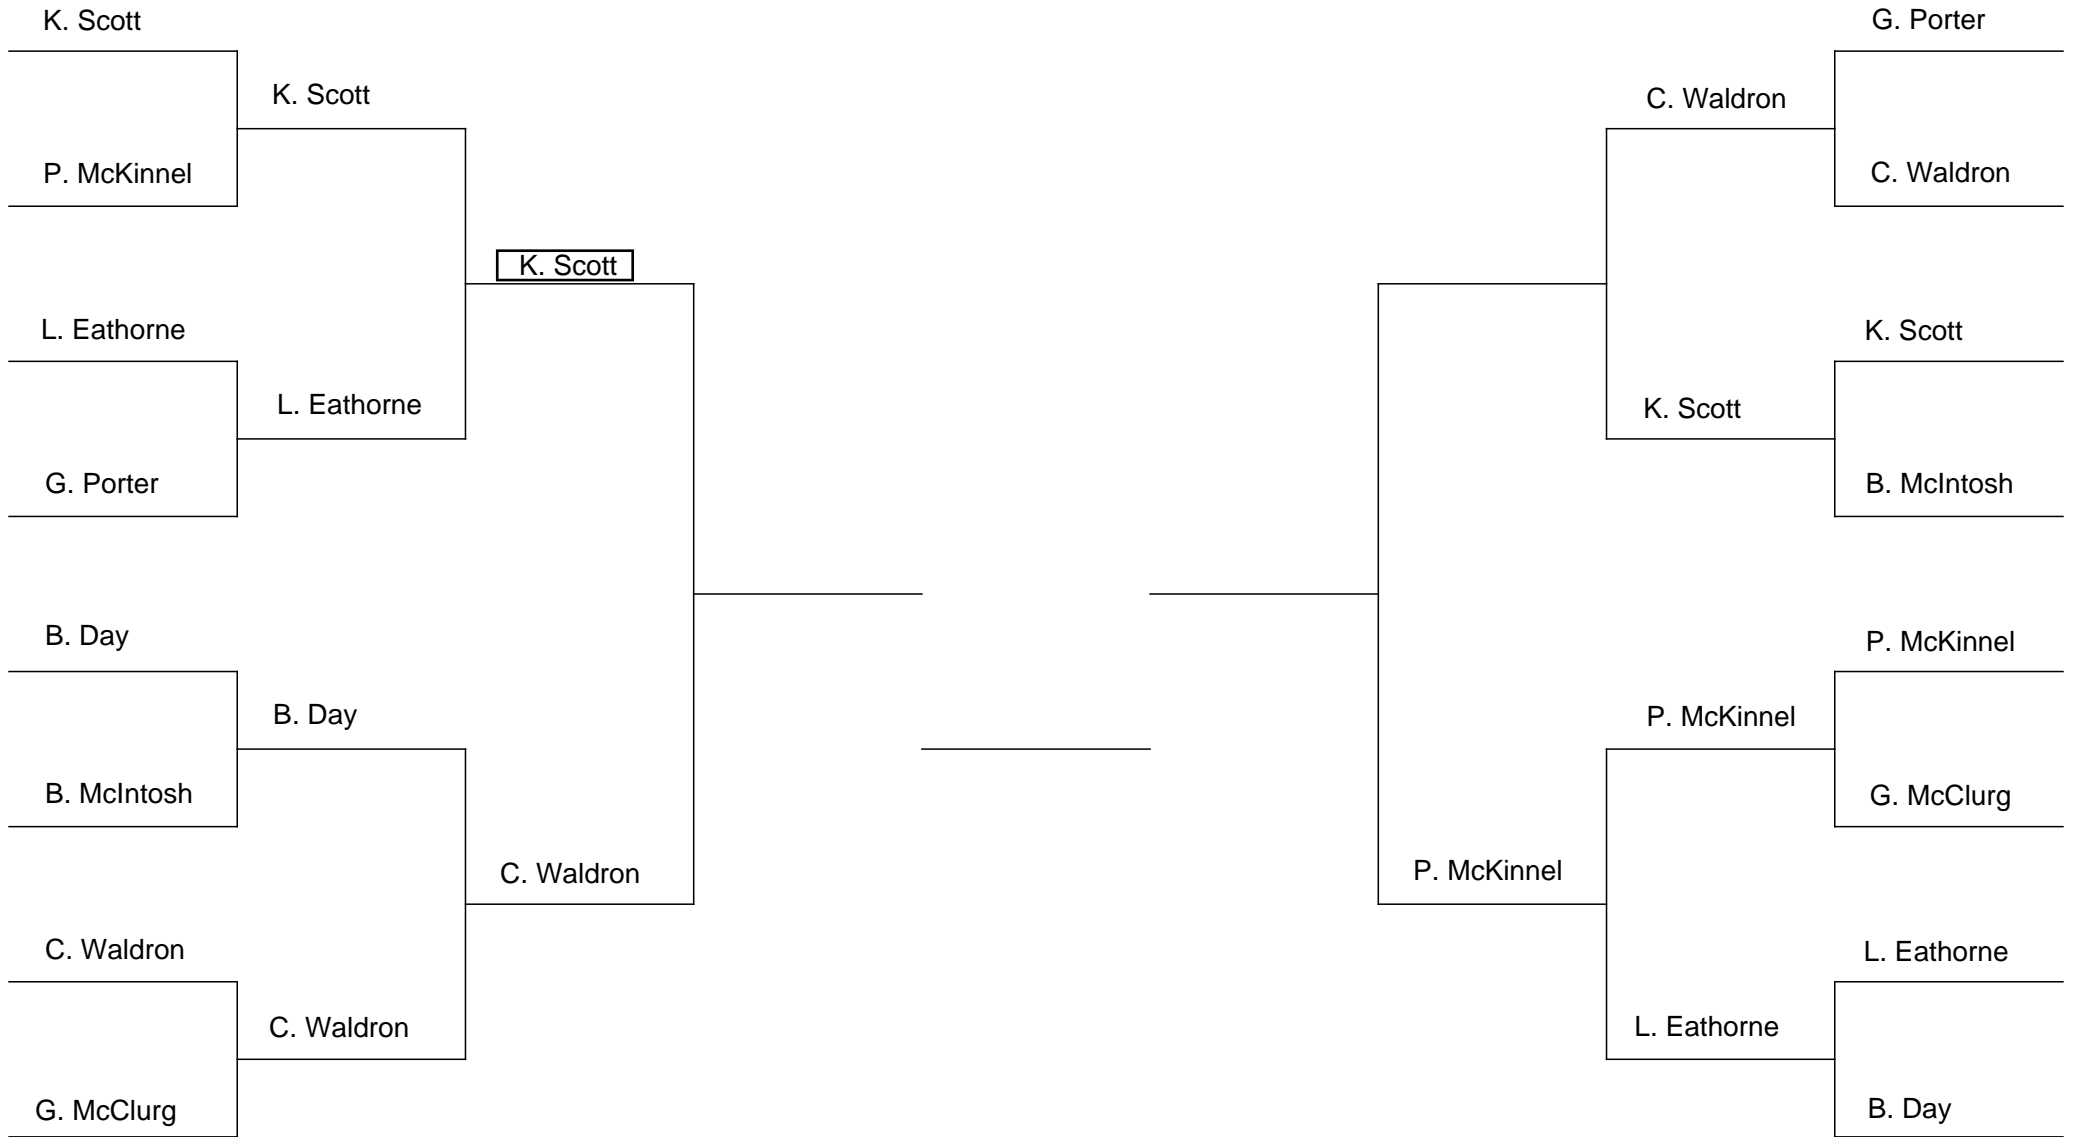 K. Scott
P. McKinnel
L. Eathorne
G. Porter
B. Day
B. McIntosh
C. Waldron
G. McClurg
K. Scott
L. Eathorne
B. Day
C. Waldron
K. Scott
C. Waldron
P. McKinnel
C. Waldron
K. Scott
P. McKinnel
L. Eathorne
G. Porter
C. Waldron
K. Scott
B. McIntosh
P. McKinnel
G. McClurg
L. Eathorne
B. Day